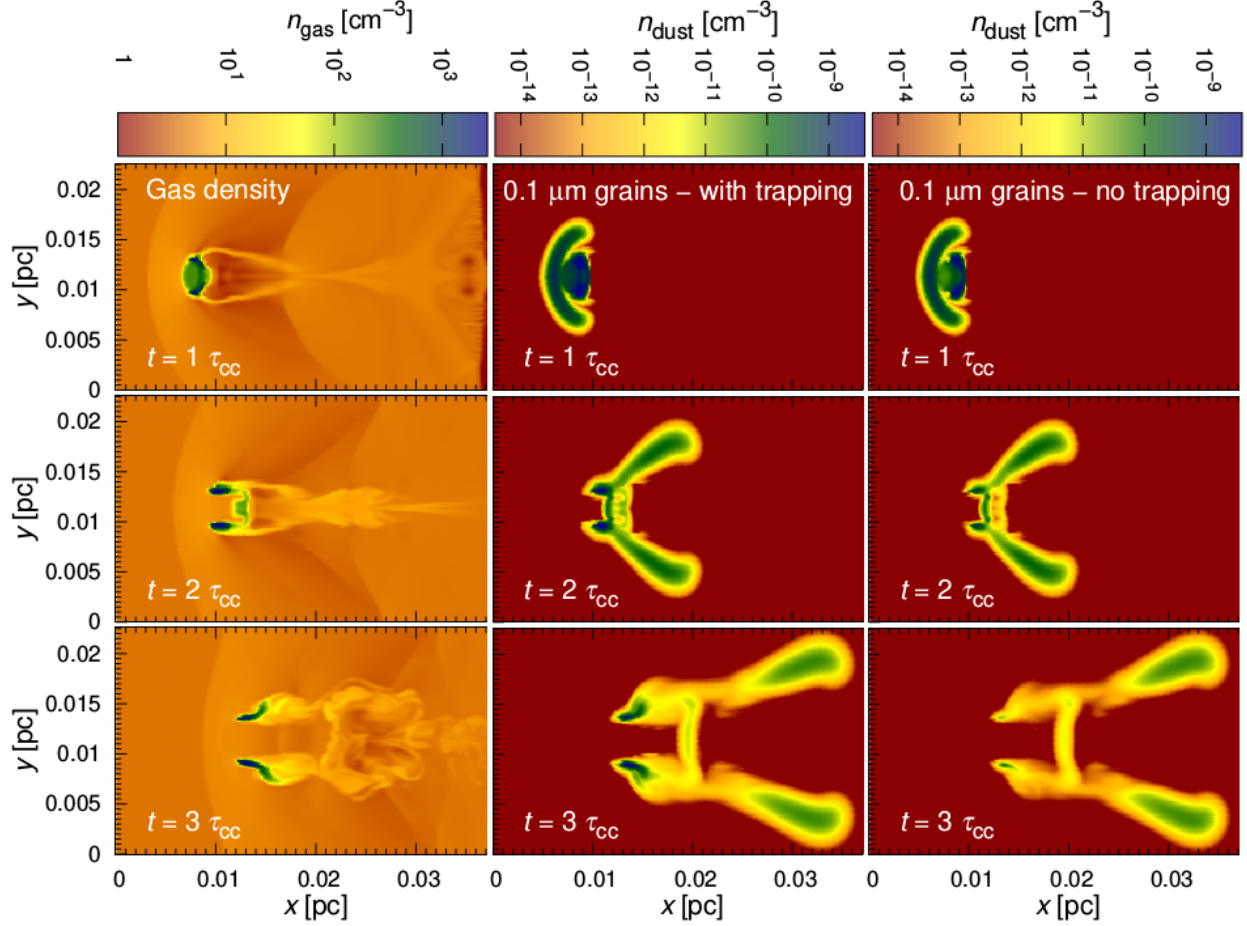 n_gas [cm⁻³] n_dust [cm⁻³] n_dust [cm⁻³]
1 10¹ 10² 10³ 10⁻¹⁴ 10⁻¹³ 10⁻¹² 10⁻¹¹ 10⁻¹⁰ 10⁻⁹ 10⁻¹⁴ 10⁻¹³ 10⁻¹² 10⁻¹¹ 10⁻¹⁰ 10⁻⁹
Gas density 0.1 μm grains – with trapping 0.1 μm grains – no trapping
0.02
0.015
y [pc]
0.01
0.005
t = 1 τ_cc t = 1 τ_cc t = 1 τ_cc
0
0.02
0.015
y [pc]
0.01
0.005
t = 2 τ_cc t = 2 τ_cc t = 2 τ_cc
0
0.02
0.015
y [pc]
0.01
0.005
t = 3 τ_cc t = 3 τ_cc t = 3 τ_cc
0
0 0.01 0.02 0.03 0 0.01 0.02 0.03 0 0.01 0.02 0.03
x [pc] x [pc] x [pc]